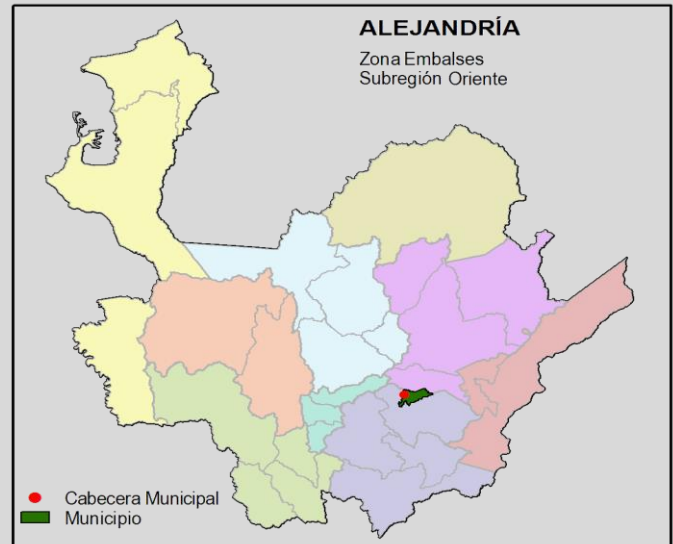 ALEJANDRÍA
Zona Embalses
Subregión Oriente
Cabecera Municipal
Municipio